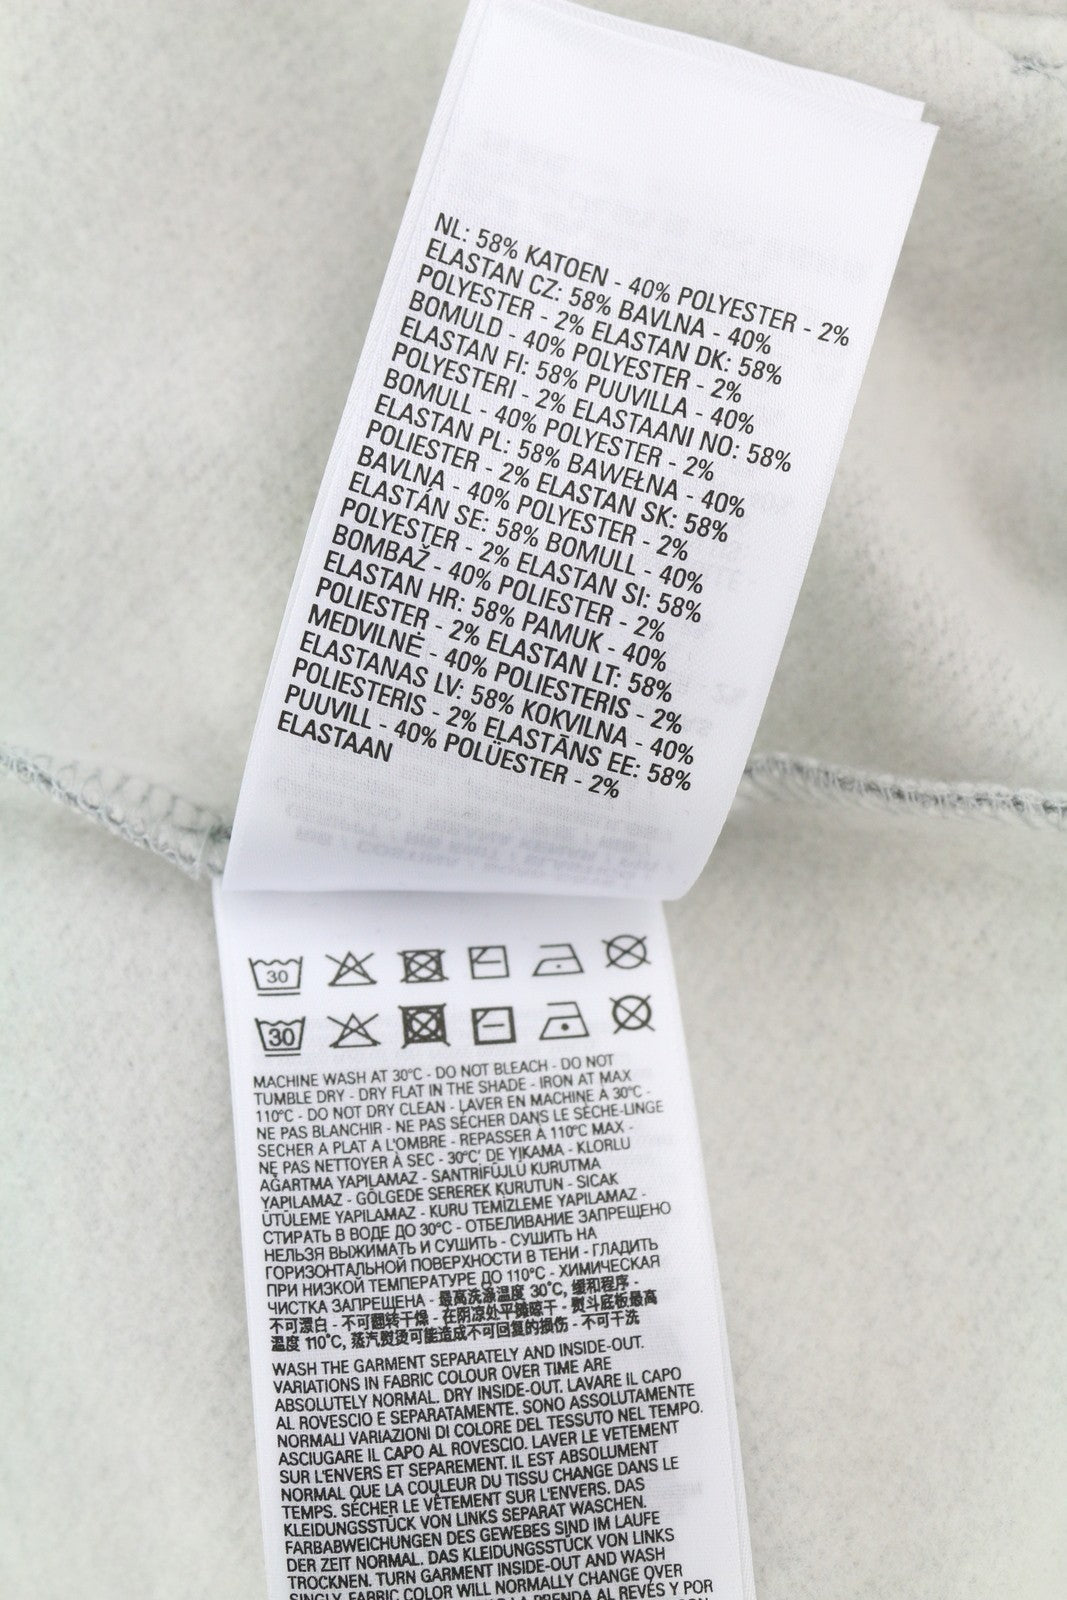 NL: 58% KATOEN - 40% POLYESTER - 2%
ELASTAN CZ: 58% BAVLNA - 40%
POLYESTER - 2% ELASTAN DK: 58%
BOMULD - 40% POLYESTER - 2%
ELASTAN FI: 58% PUUVILLA - 40%
POLYESTERI - 2% ELASTAANI NO: 58%
BOMULL - 40% POLYESTER - 2%
ELASTAN PL: 58% BAWEŁNA - 40%
POLIESTER - 2% ELASTAN SK: 58%
BAVLNA - 40% POLYESTER - 2%
ELASTÁN SE: 58% BOMULL - 40%
POLYESTER - 2% ELASTAN SI: 58%
BOMBAŽ - 40% POLIESTER - 2%
ELASTAN HR: 58% PAMUK - 40%
POLIESTER - 2% ELASTAN LT: 58%
MEDVILNĖ - 40% POLIESTERIS - 2%
ELASTANAS LV: 58% KOKVILNA - 40%
POLIESTERIS - 2% ELASTĀNS EE: 58%
PUUVILL - 40% POLÜESTER - 2%
ELASTAAN
30
30
MACHINE WASH AT 30°C - DO NOT BLEACH - DO NOT
TUMBLE DRY - DRY FLAT IN THE SHADE - IRON AT MAX
110°C - DO NOT DRY CLEAN - LAVER EN MACHINE À 30°C -
NE PAS BLANCHIR - NE PAS SÉCHER DANS LE SÈCHE-LINGE
SECHER A PLAT A L'OMBRE - REPASSER À 110°C MAX -
NE PAS NETTOYER À SEC - 30°C' DE YIKAMA - KLORLU
AĞARTMA YAPILAMAZ - SANTRİFÜJLÜ KURUTMA
YAPILAMAZ - GÖLGEDE SEREREK KURUTUN - SICAK
ÜTÜLEME YAPILAMAZ - KURU TEMİZLEME YAPILAMAZ -
СТИРАТЬ В ВОДЕ ДО 30°C - ОТБЕЛИВАНИЕ ЗАПРЕЩЕНО
НЕЛЬЗЯ ВЫЖИМАТЬ И СУШИТЬ - СУШИТЬ НА
ГОРИЗОНТАЛЬНОЙ ПОВЕРХНОСТИ В ТЕНИ - ГЛАДИТЬ
ПРИ НИЗКОЙ ТЕМПЕРАТУРЕ ДО 110°C - ХИМИЧЕСКАЯ
ЧИСТКА ЗАПРЕЩЕНА - 最高洗涤温度 30°C, 缓和程序 -
不可漂白 - 不可翻转干燥 - 在阴凉处平摊晾干 - 熨斗底板最高
温度 110°C, 蒸汽熨烫可能造成不可回复的损伤 - 不可干洗
WASH THE GARMENT SEPARATELY AND INSIDE-OUT.
VARIATIONS IN FABRIC COLOUR OVER TIME ARE
ABSOLUTELY NORMAL. DRY INSIDE-OUT. LAVARE IL CAPO
AL ROVESCIO E SEPARATAMENTE. SONO ASSOLUTAMENTE
NORMALI VARIAZIONI DI COLORE DEL TESSUTO NEL TEMPO.
ASCIUGARE IL CAPO AL ROVESCIO. LAVER LE VETEMENT
SUR L'ENVERS ET SEPAREMENT. IL EST ABSOLUMENT
NORMAL QUE LA COULEUR DU TISSU CHANGE DANS LE
TEMPS. SÉCHER LE VÊTEMENT SUR L'ENVERS. DAS
KLEIDUNGSSTÜCK VON LINKS SEPARAT WASCHEN.
FARBABWEICHUNGEN DES GEWEBES SIND IM LAUFE
DER ZEIT NORMAL. DAS KLEIDUNGSSTÜCK VON LINKS
TROCKNEN. TURN GARMENT INSIDE-OUT AND WASH
SINGLY. FABRIC COLOR WILL NORMALLY CHANGE OVER
LA PRENDA AL REVÉS Y POR